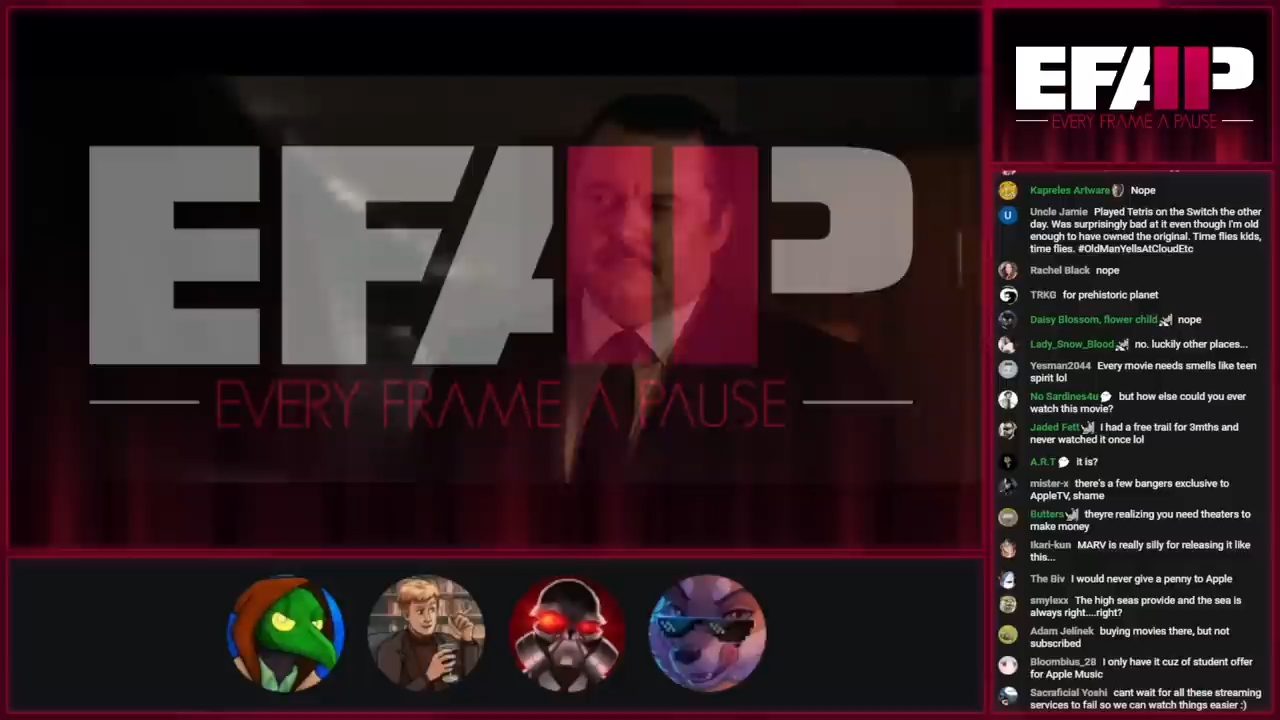 EFAP
EVERY FRAME A PAUSE
EFAP
EVERY FRAME A PAUSE
Kapreles Artware Nope
U
Uncle Jamie Played Tetris on the Switch the other
day. Was surprisingly bad at it even though I'm old
enough to have owned the original. Time flies kids,
time flies. #OldManYellsAtCloudEtc
Rachel Black nope
TRKG for prehistoric planet
Daisy Blossom, flower child nope
Lady_Snow_Blood no. luckily other places...
Yesman2044 Every movie needs smells like teen
spirit lol
No Sardines4u but how else could you ever
watch this movie?
Jaded Fett I had a free trail for 3mths and
never watched it once lol
A.R.T it is?
mister-x there's a few bangers exclusive to
AppleTV, shame
Butters theyre realizing you need theaters to
make money
Ikari-kun MARV is really silly for releasing it like
this...
The Biv I would never give a penny to Apple
smylexx The high seas provide and the sea is
always right....right?
Adam Jelínek buying movies there, but not
subscribed
Bloombius_28 I only have it cuz of student offer
for Apple Music
Sacraficial Yoshi cant wait for all these streaming
services to fail so we can watch things easier :)